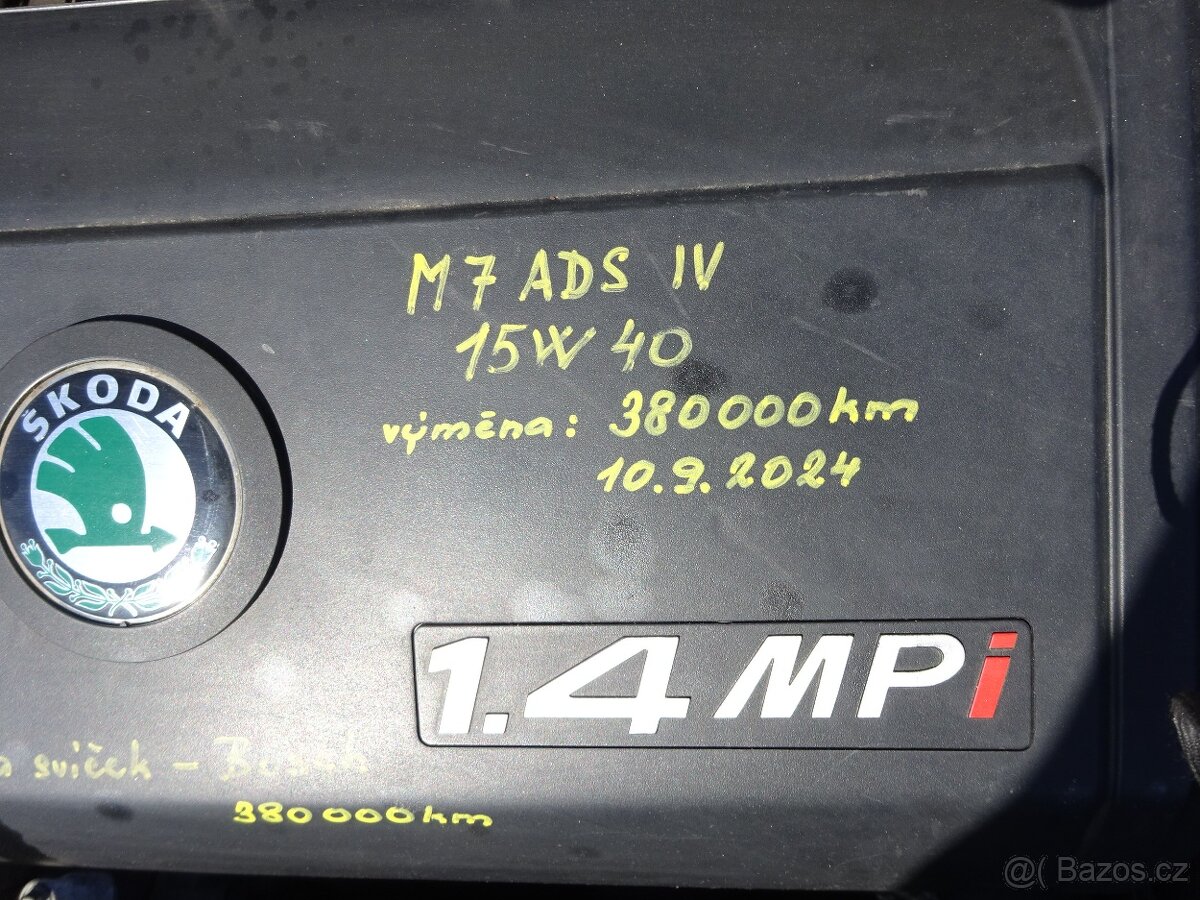 M7 ADS IV
15W40
výměna: 380000km
10.9.2024
ŠKODA
1.4 MPi
svíček - Bosch
380000km
@( Bazos.cz